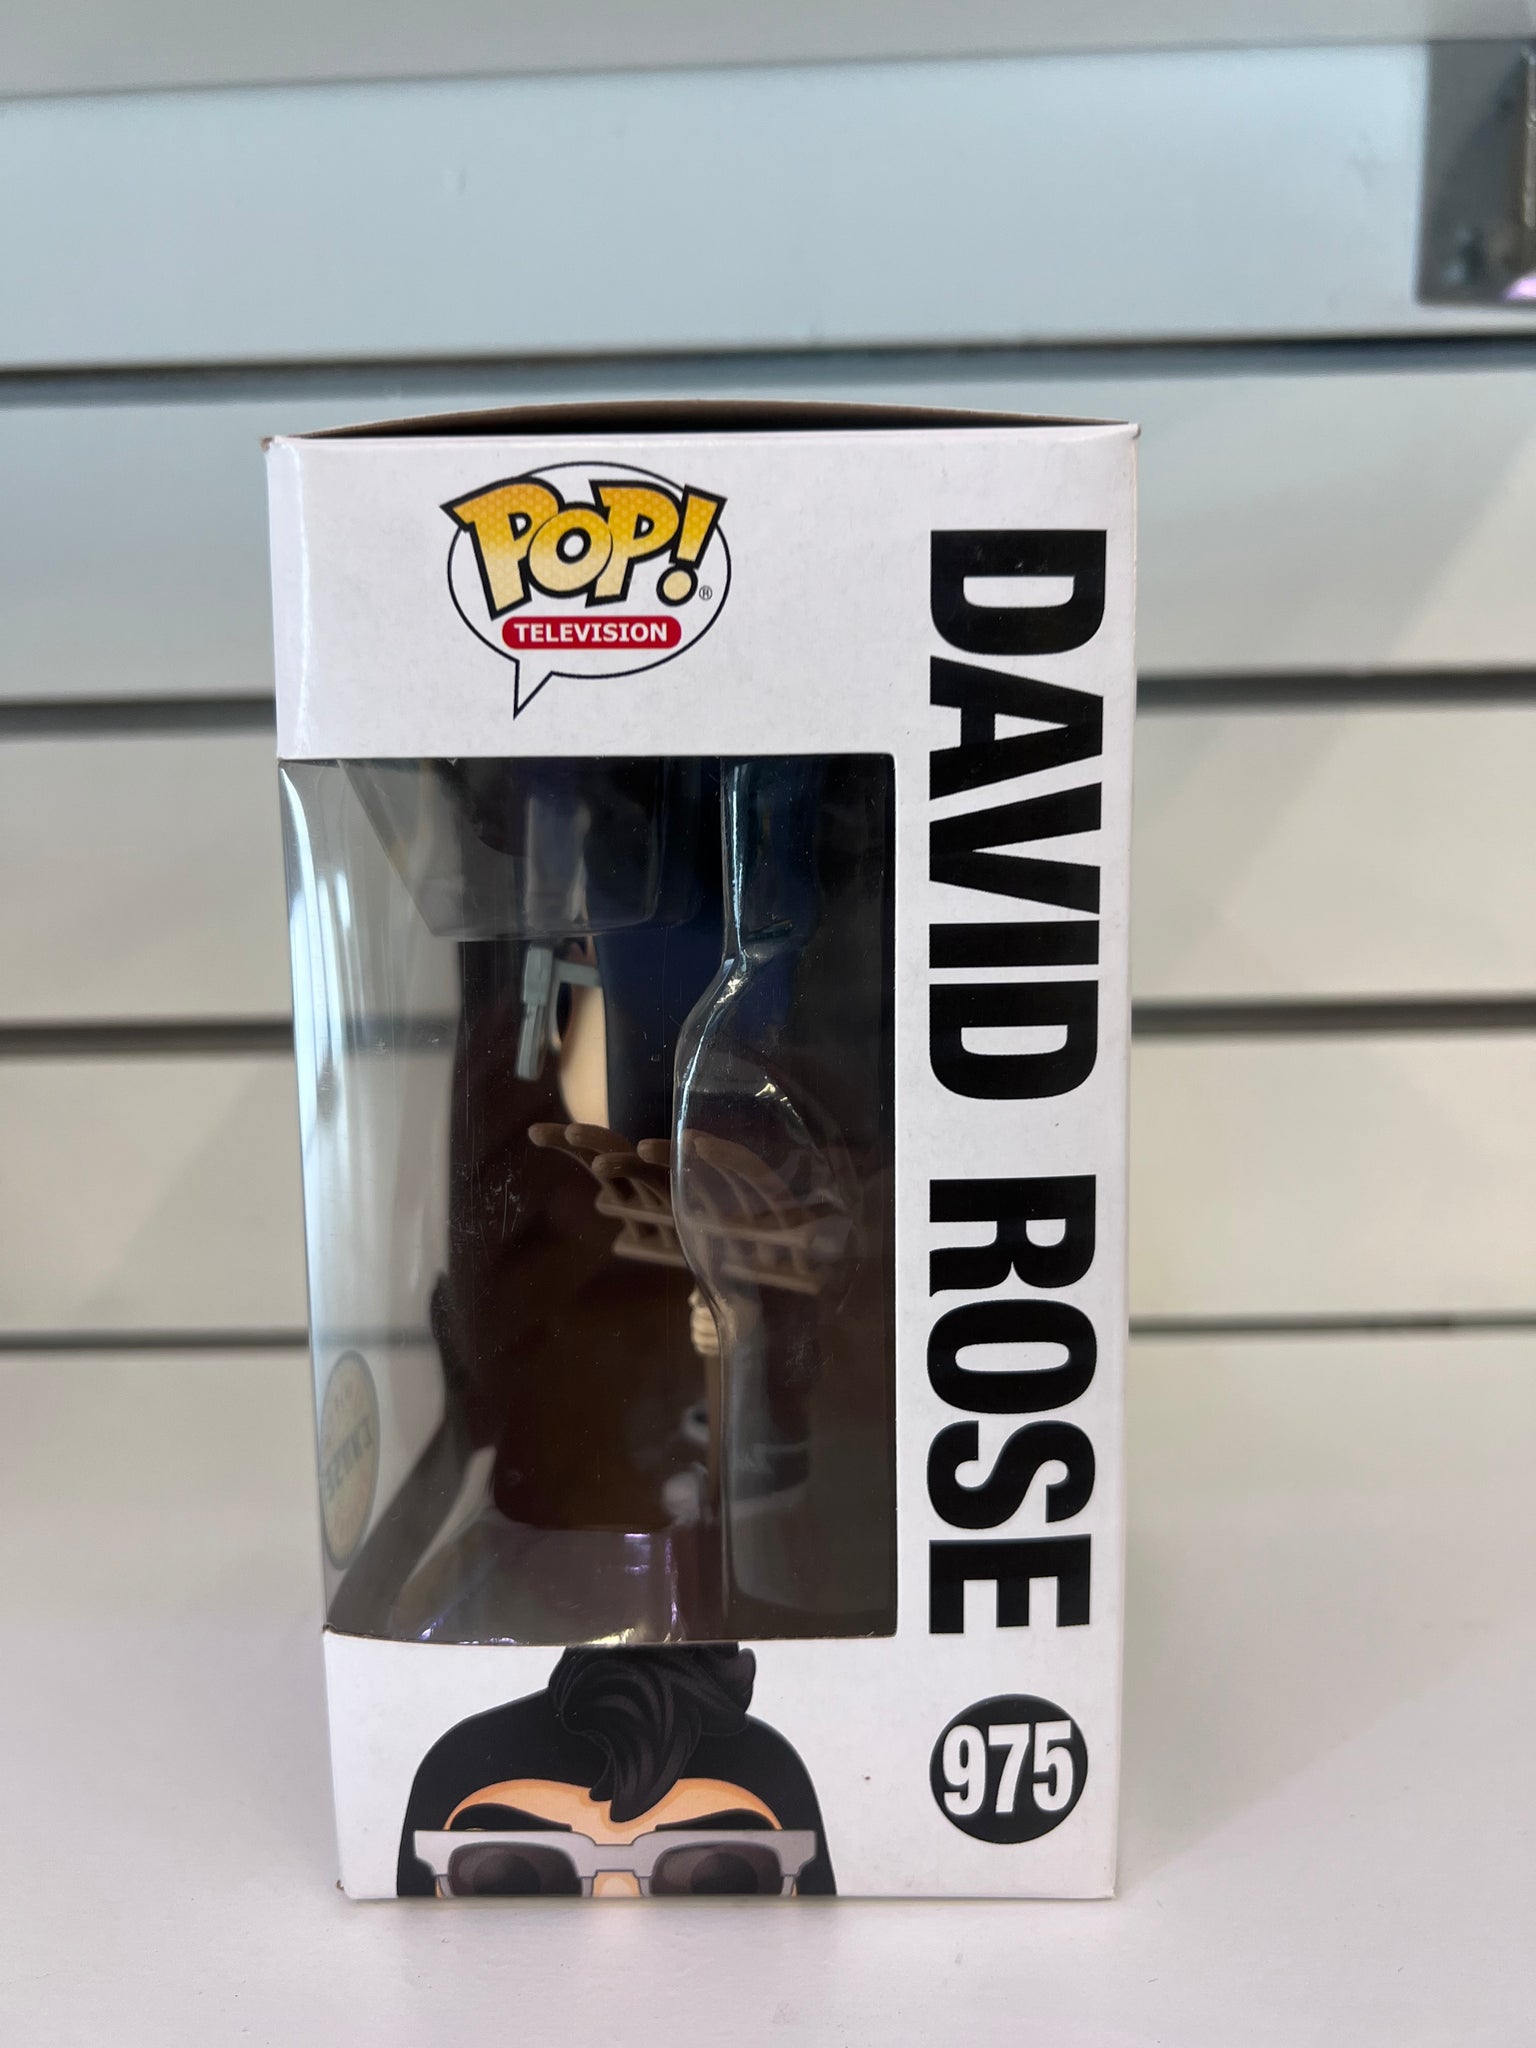 POP! ®
TELEVISION
DAVID ROSE
975